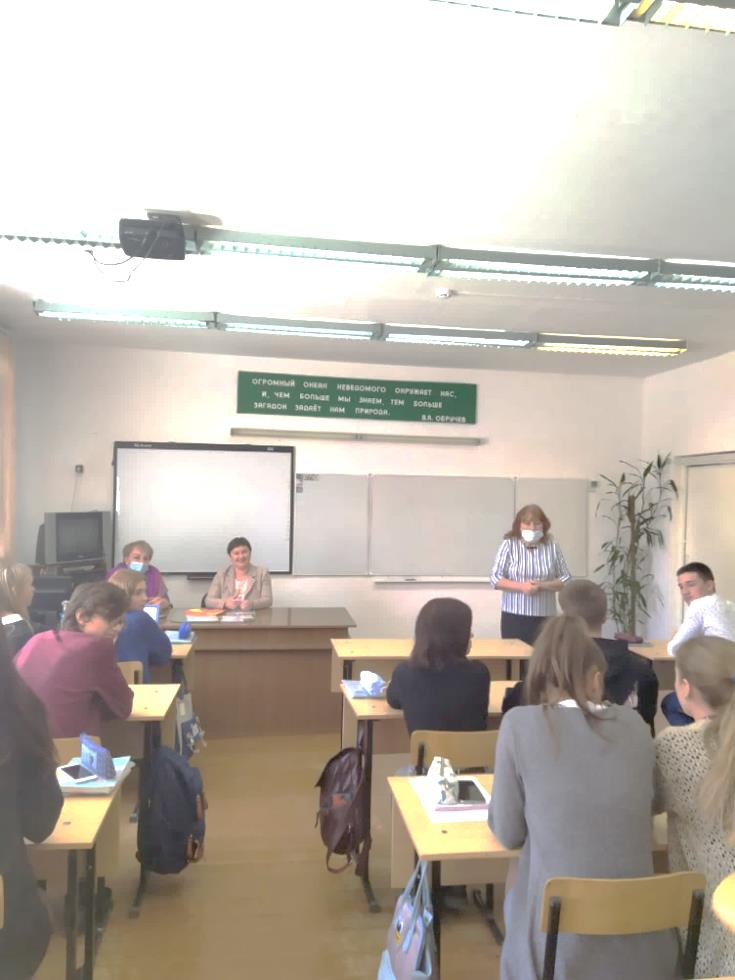 ОГРОМНЫЙ ОКЕАН НЕВЕДОМОГО ОКРУЖАЕТ НАС,
И, ЧЕМ БОЛЬШЕ МЫ ЗНАЕМ, ТЕМ БОЛЬШЕ
ЗАГАДОК ЗАДАЁТ НАМ ПРИРОДА.
В.А. ОБРУЧЕВ